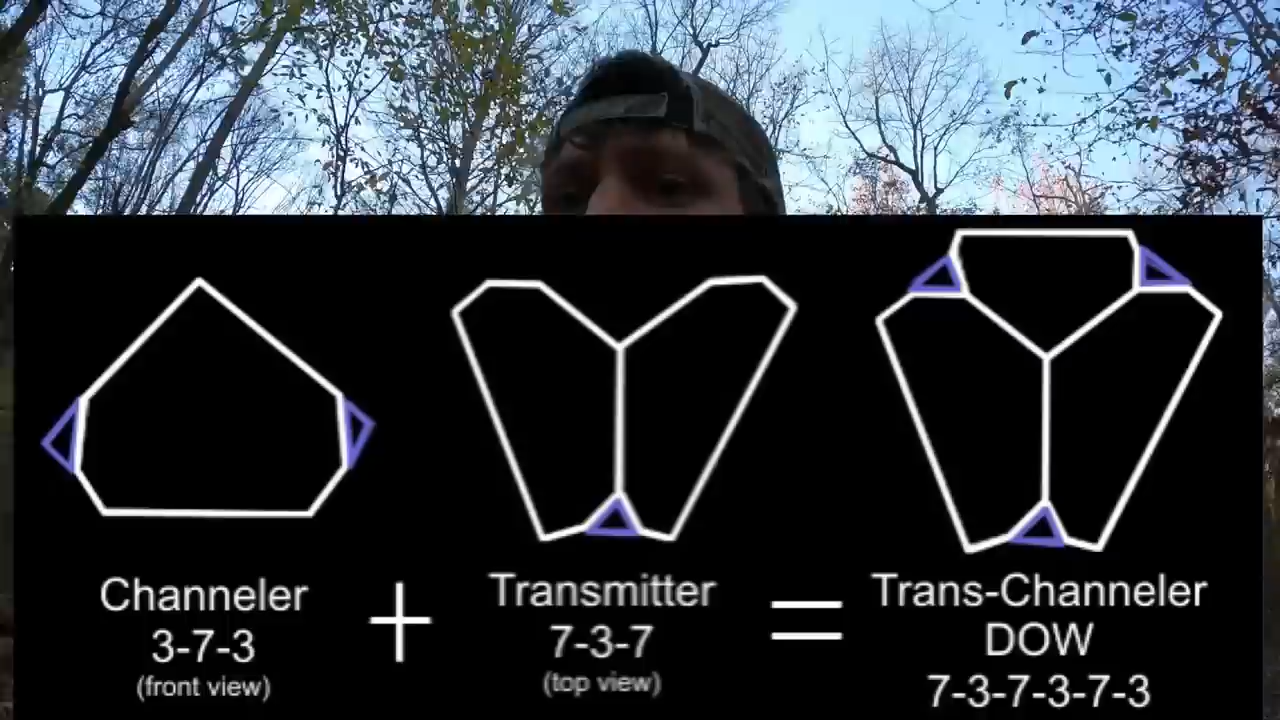 Channeler
3-7-3
(front view)
+
Transmitter
7-3-7
(top view)
=
Trans-Channeler
DOW
7-3-7-3-7-3